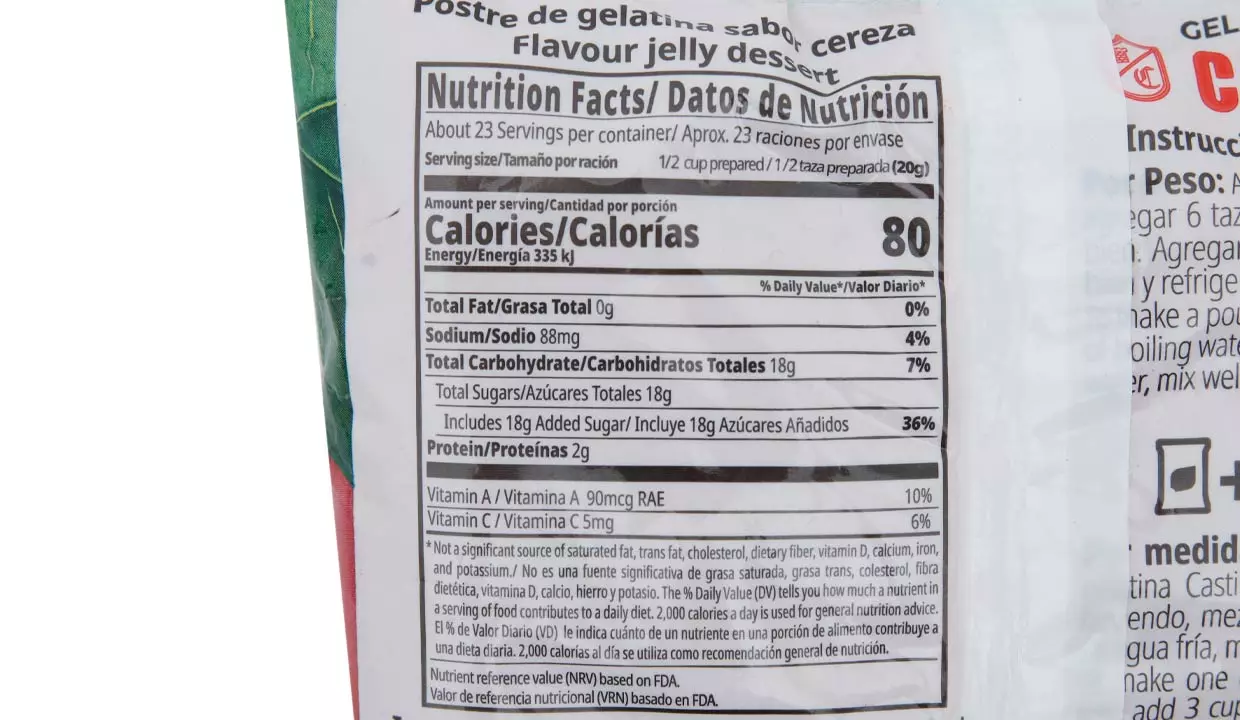 Postre de gelatina sabor cereza
Flavour jelly dessert
Nutrition Facts/ Datos de Nutrición
About 23 Servings per container/ Aprox. 23 raciones por envase
Serving size/Tamaño por ración 1/2 cup prepared / 1/2 taza preparada (20g)
Amount per serving/Cantidad por porción
Calories/Calorías 80
Energy/Energía 335 kJ
% Daily Value*/Valor Diario*
Total Fat/Grasa Total 0g 0%
Sodium/Sodio 88mg 4%
Total Carbohydrate/Carbohidratos Totales 18g 7%
Total Sugars/Azúcares Totales 18g
Includes 18g Added Sugar/ Incluye 18g Azúcares Añadidos 36%
Protein/Proteínas 2g
Vitamin A / Vitamina A 90mcg RAE 10%
Vitamin C / Vitamina C 5mg 6%
* Not a significant source of saturated fat, trans fat, cholesterol, dietary fiber, vitamin D, calcium, iron,
and potassium./ No es una fuente significativa de grasa saturada, grasa trans, colesterol, fibra
dietética, vitamina D, calcio, hierro y potasio. The % Daily Value (DV) tells you how much a nutrient in
a serving of food contributes to a daily diet. 2,000 calories a day is used for general nutrition advice.
El % de Valor Diario (VD) le indica cuánto de un nutriente en una porción de alimento contribuye a
una dieta diaria. 2,000 calorías al día se utiliza como recomendación general de nutrición.
Nutrient reference value (NRV) based on FDA.
Valor de referencia nutricional (VRN) basado en FDA.
GEL
C
C
Instrucc
Peso:
egar 6 taz
Agregar
y refrige
make a pou
oiling wat
er, mix wel
+
medid
tina Casti
endo, mez
gua fría, m
make one
add 3 cup